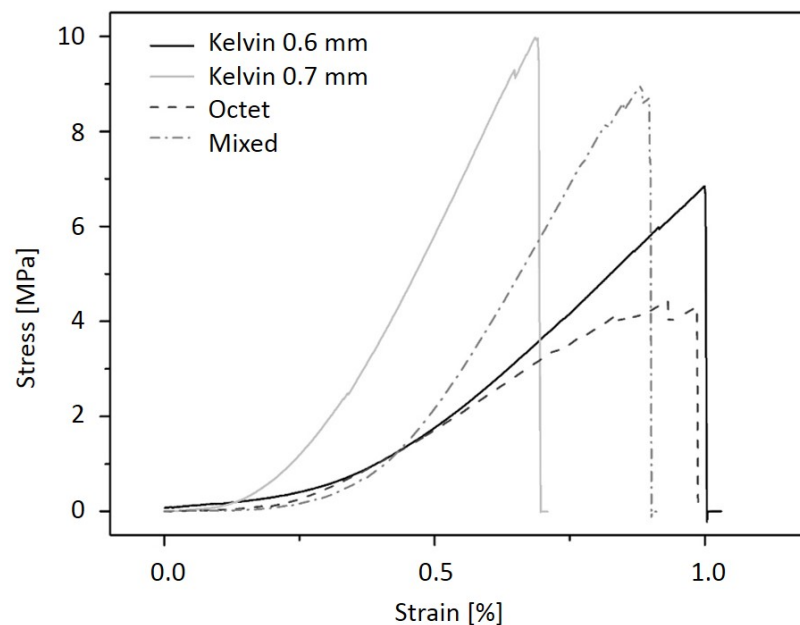 Kelvin 0.6 mm
Kelvin 0.7 mm
Octet
Mixed
10
8
6
4
2
0
Stress [MPa]
0.0 0.5 1.0
Strain [%]